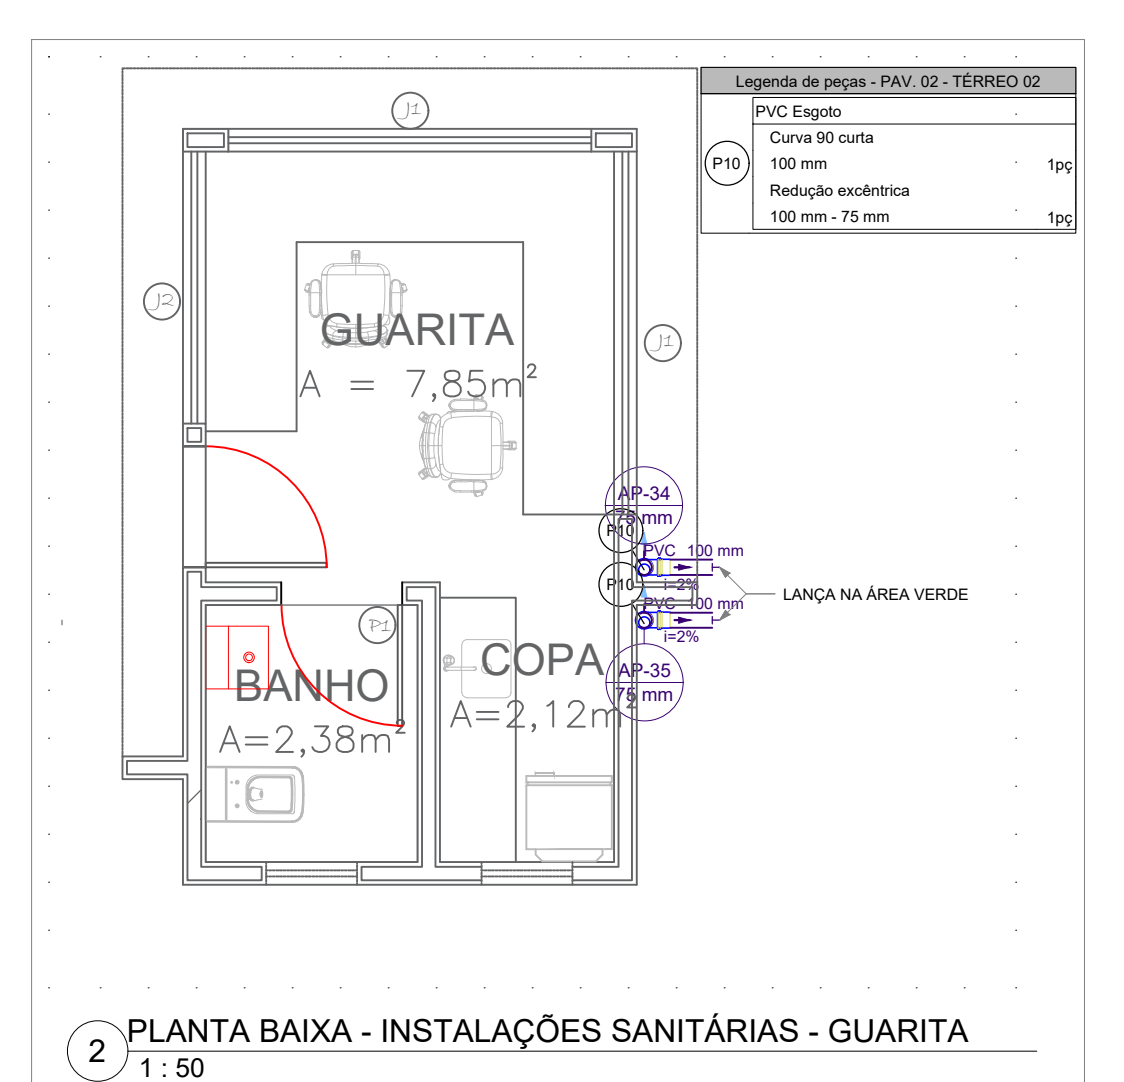 Legenda de peças - PAV. 02 - TÉRREO 02
PVC Esgoto
Curva 90 curta
P10
100 mm 1pç
Redução excêntrica
100 mm - 75 mm 1pç
J1
J2
J1
GUARITA
A = 7,85m²
AP-34
75 mm
P10
PVC 100 mm
i=2%
P10
LANÇA NA ÁREA VERDE
PVC 100 mm
i=2%
P1
COPA
A=2,12m²
AP-35
75 mm
BANHO
A=2,38m²
2
PLANTA BAIXA - INSTALAÇÕES SANITÁRIAS - GUARITA
1 : 50